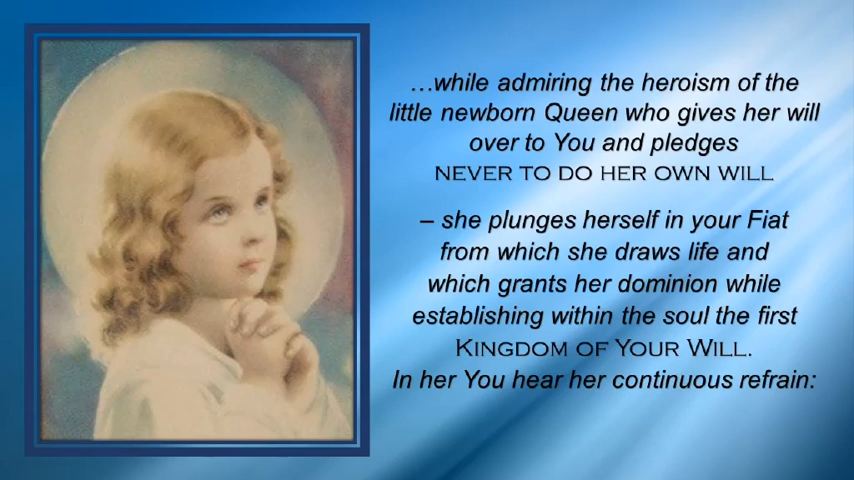 …while admiring the heroism of the
little newborn Queen who gives her will
over to You and pledges
NEVER TO DO HER OWN WILL
– she plunges herself in your Fiat
from which she draws life and
which grants her dominion while
establishing within the soul the first
KINGDOM OF YOUR WILL.
In her You hear her continuous refrain: